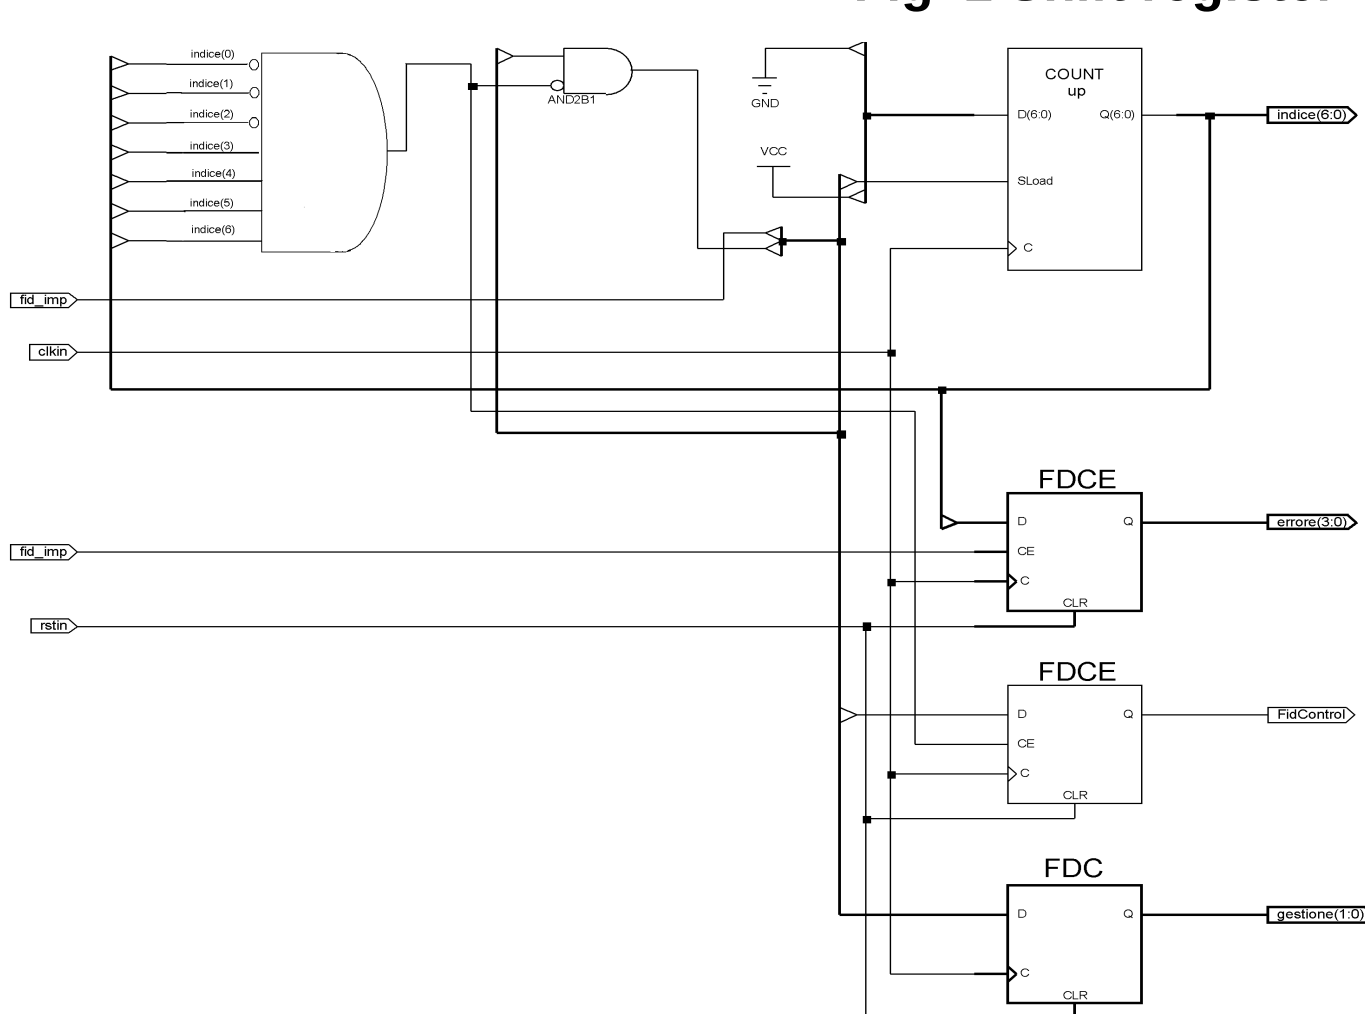 indice(0)
indice(1)
indice(2)
indice(3)
indice(4)
indice(5)
indice(6)
AND2B1
GND
VCC
COUNT
up
D(6:0) Q(6:0)
SLoad
C
indice(6:0)
fid_imp
clkin
FDCE
D Q
CE
C
CLR
errore(3:0)
fid_imp
rstin
FDCE
D Q
CE
C
CLR
FidControl
FDC
D Q
C
CLR
gestione(1:0)